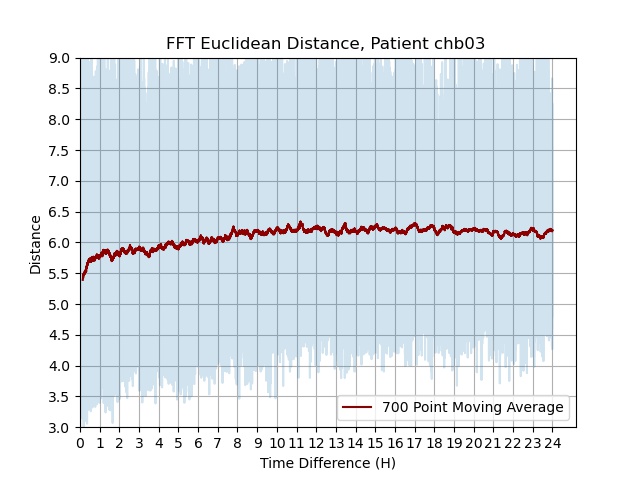 FFT Euclidean Distance, Patient chb03
Distance
9.0
8.5
8.0
7.5
7.0
6.5
6.0
5.5
5.0
4.5
4.0
3.5
3.0
700 Point Moving Average
0 1 2 3 4 5 6 7 8 9 10 11 12 13 14 15 16 17 18 19 20 21 22 23 24
Time Difference (H)